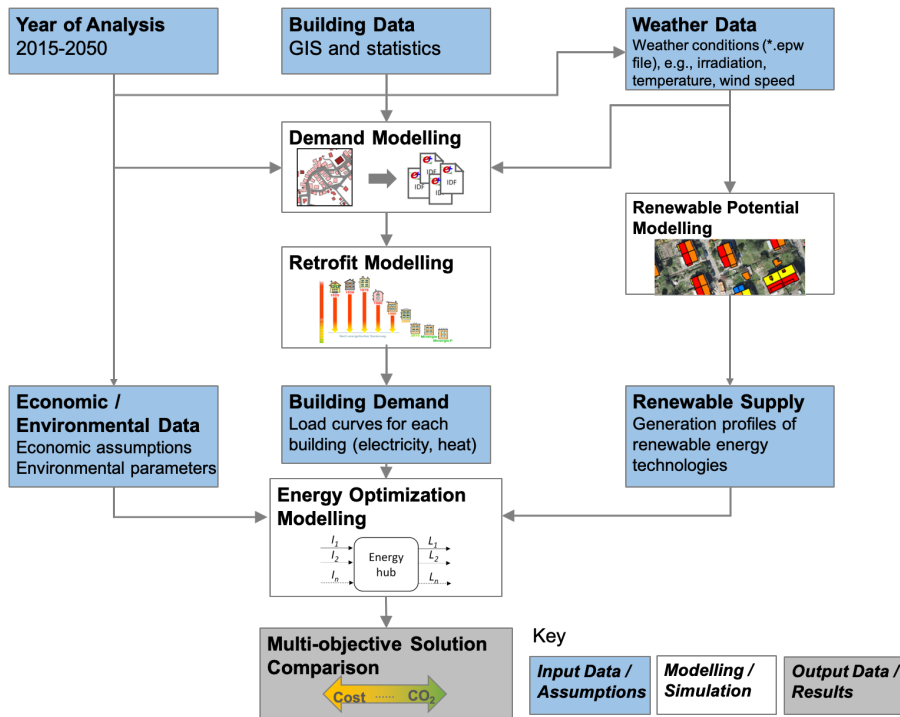 Year of Analysis
2015-2050
Building Data
GIS and statistics
Weather Data
Weather conditions (*.epw
file), e.g., irradiation,
temperature, wind speed
Demand Modelling
IDF
IDF
IDF
IDF
Renewable Potential
Modelling
Retrofit Modelling
Economic /
Environmental Data
Economic assumptions
Environmental parameters
Building Demand
Load curves for each
building (electricity, heat)
Renewable Supply
Generation profiles of
renewable energy
technologies
Energy Optimization
Modelling
I1
I2
In
Energy
hub
L1
L2
Ln
Multi-objective Solution
Comparison
Cost ...... CO2
Key
Input Data /
Assumptions
Modelling /
Simulation
Output Data /
Results